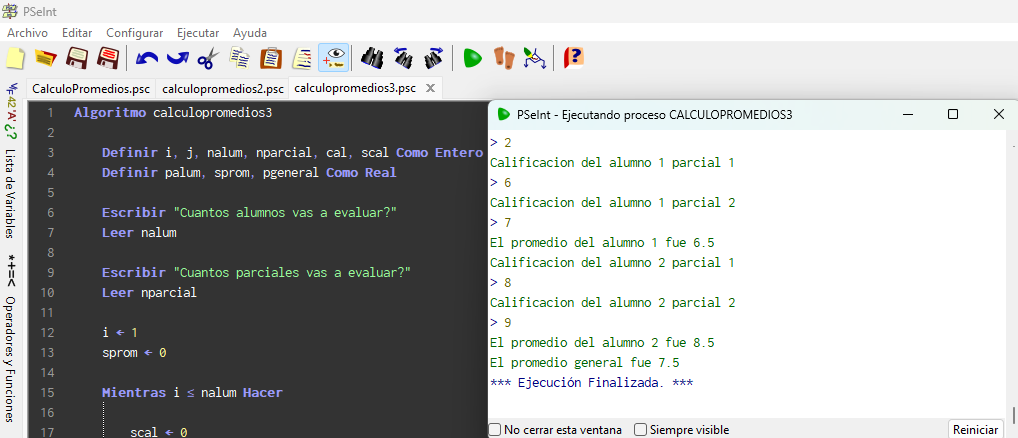 PSeInt
Archivo Editar Configurar Ejecutar Ayuda
CalculoPromedios.psc calculopromedios2.psc calculopromedios3.psc
Lista de Variables
*+=< Operadores y Funciones
1 Algoritmo calculopromedios3
2
3 Definir i, j, nalum, nparcial, cal, scal Como Entero
4 Definir palum, sprom, pgeneral Como Real
5
6 Escribir "Cuantos alumnos vas a evaluar?"
7 Leer nalum
8
9 Escribir "Cuantos parciales vas a evaluar?"
10 Leer nparcial
11
12 i ← 1
13 sprom ← 0
14
15 Mientras i ≤ nalum Hacer
16
17 scal ← 0
PSeInt - Ejecutando proceso CALCULOPROMEDIOS3
> 2
Calificacion del alumno 1 parcial 1
> 6
Calificacion del alumno 1 parcial 2
> 7
El promedio del alumno 1 fue 6.5
Calificacion del alumno 2 parcial 1
> 8
Calificacion del alumno 2 parcial 2
> 9
El promedio del alumno 2 fue 8.5
El promedio general fue 7.5
*** Ejecución Finalizada. ***
No cerrar esta ventana Siempre visible Reiniciar